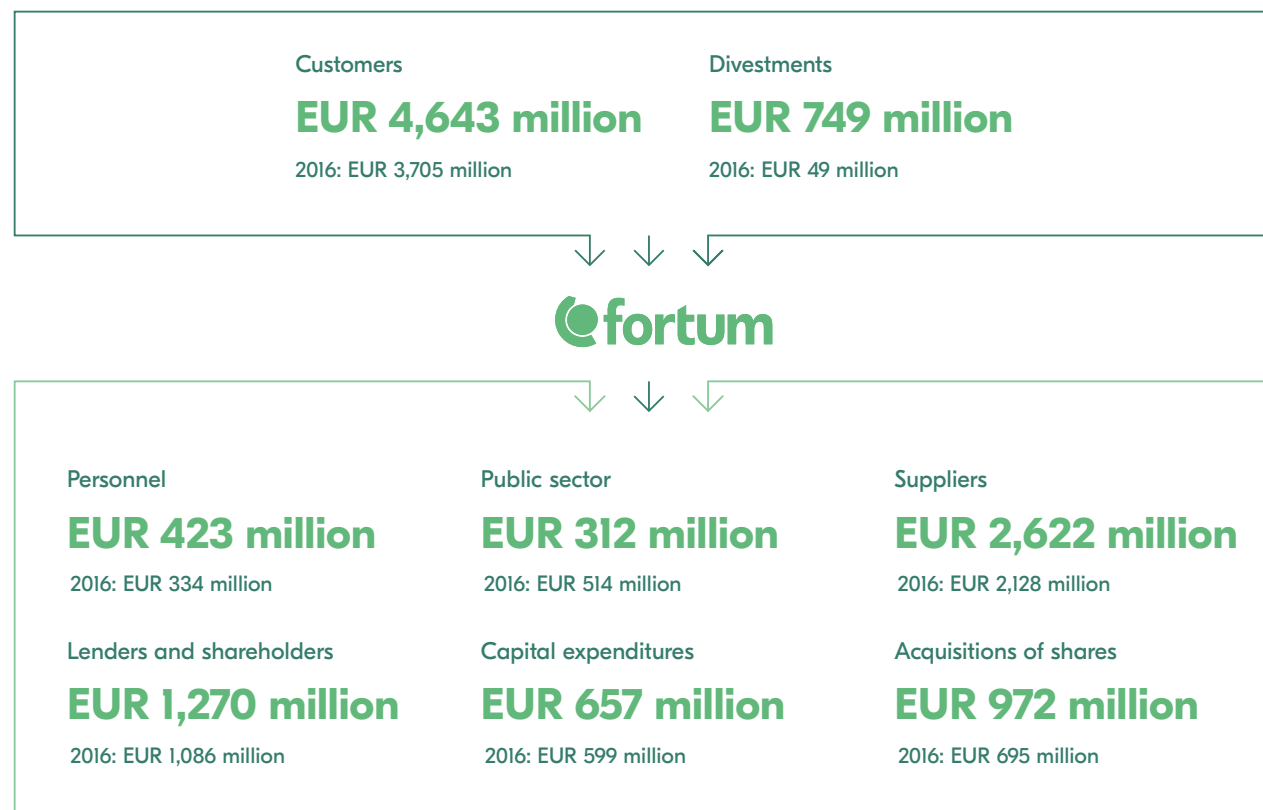 Customers
EUR 4,643 million
2016: EUR 3,705 million
Divestments
EUR 749 million
2016: EUR 49 million
fortum
Personnel
EUR 423 million
2016: EUR 334 million
Public sector
EUR 312 million
2016: EUR 514 million
Suppliers
EUR 2,622 million
2016: EUR 2,128 million
Lenders and shareholders
EUR 1,270 million
2016: EUR 1,086 million
Capital expenditures
EUR 657 million
2016: EUR 599 million
Acquisitions of shares
EUR 972 million
2016: EUR 695 million